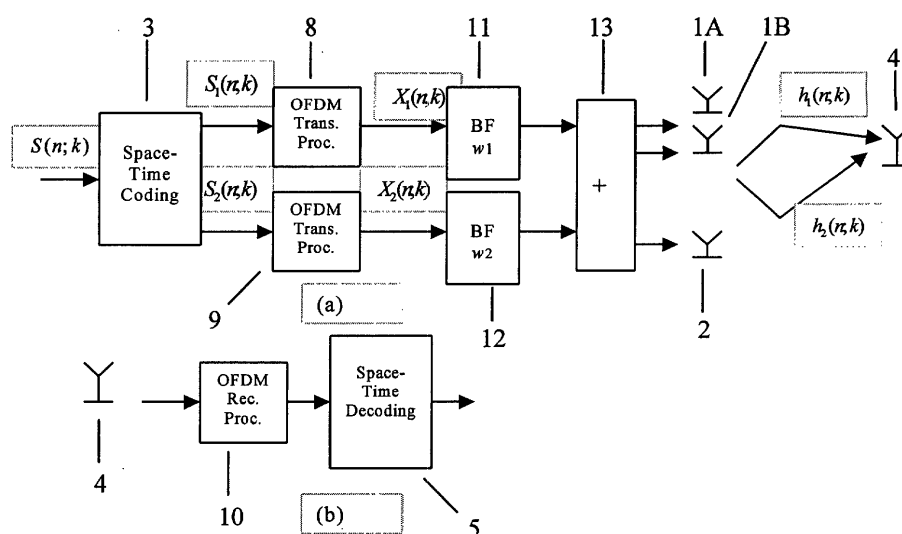 3 8 11 13 1A 1B
4
S₁(n;k) X₁(n,k) h₁(n;k)
OFDM Trans. Proc.
BF w1
S(n; k)
Space-Time Coding
+
S₂(n,k) X₂(n,k)
OFDM Trans. Proc.
BF w2
h₂(n,k)
9 (a) 12 2
OFDM Rec. Proc.
Space-Time Decoding
4 10 (b) 5